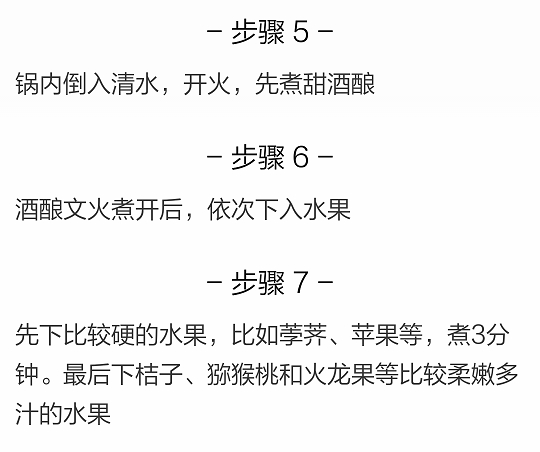 – 步骤 5 –
锅内倒入清水，开火，先煮甜酒酿
– 步骤 6 –
酒酿文火煮开后，依次下入水果
– 步骤 7 –
先下比较硬的水果，比如荸荠、苹果等，煮3分
钟。最后下桔子、猕猴桃和火龙果等比较柔嫩多
汁的水果